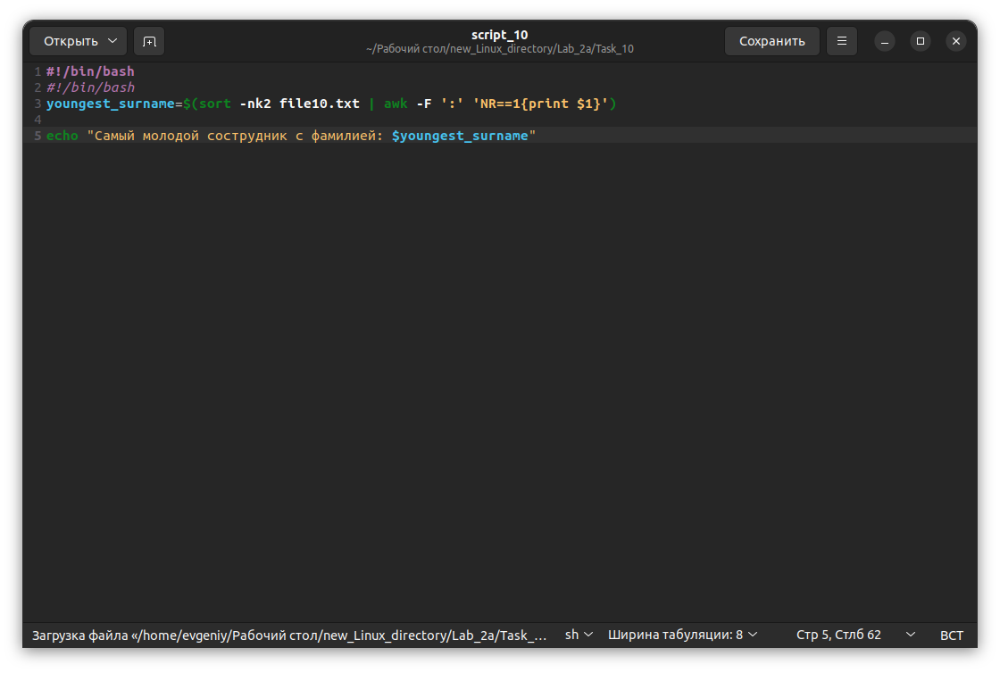 Открыть
script_10
~/Рабочий стол/new_Linux_directory/Lab_2a/Task_10
Сохранить
1 #!/bin/bash
2 #!/bin/bash
3 youngest_surname=$(sort -nk2 file10.txt | awk -F ':' 'NR==1{print $1}')
4
5 echo "Самый молодой сострудник с фамилией: $youngest_surname"
Загрузка файла «/home/evgeniy/Рабочий стол/new_Linux_directory/Lab_2a/Task_... sh Ширина табуляции: 8 Стр 5, Стлб 62 ВСТ